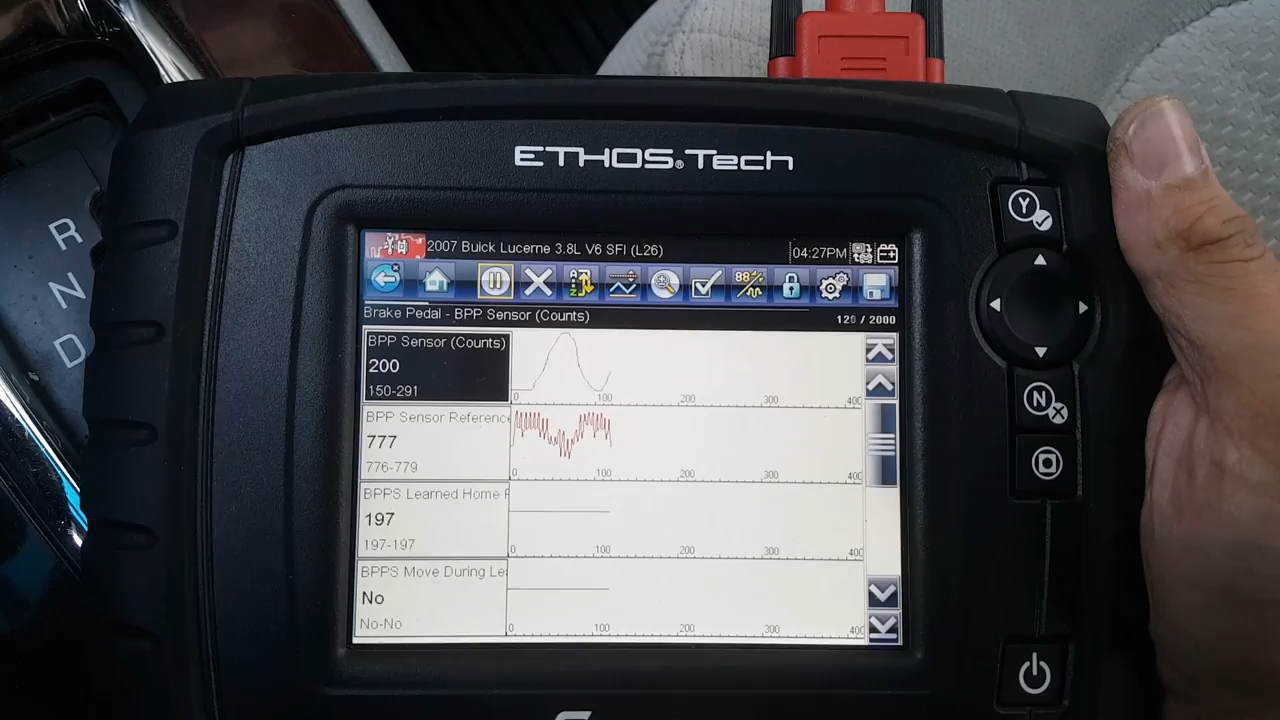 ETHOS® Tech
2007 Buick Lucerne 3.8L V6 SFI (L26)
04:27PM
Brake Pedal - BPP Sensor (Counts)
120 / 2000
BPP Sensor (Counts)
200
150-291
0 100 200 300 400
BPP Sensor Reference
777
776-779
0 100 200 300 400
BPPS Learned Home
197
197-197
0 100 200 300 400
BPPS Move During
No
No-No
0 100 200 300 400
R
N
D
Y
N